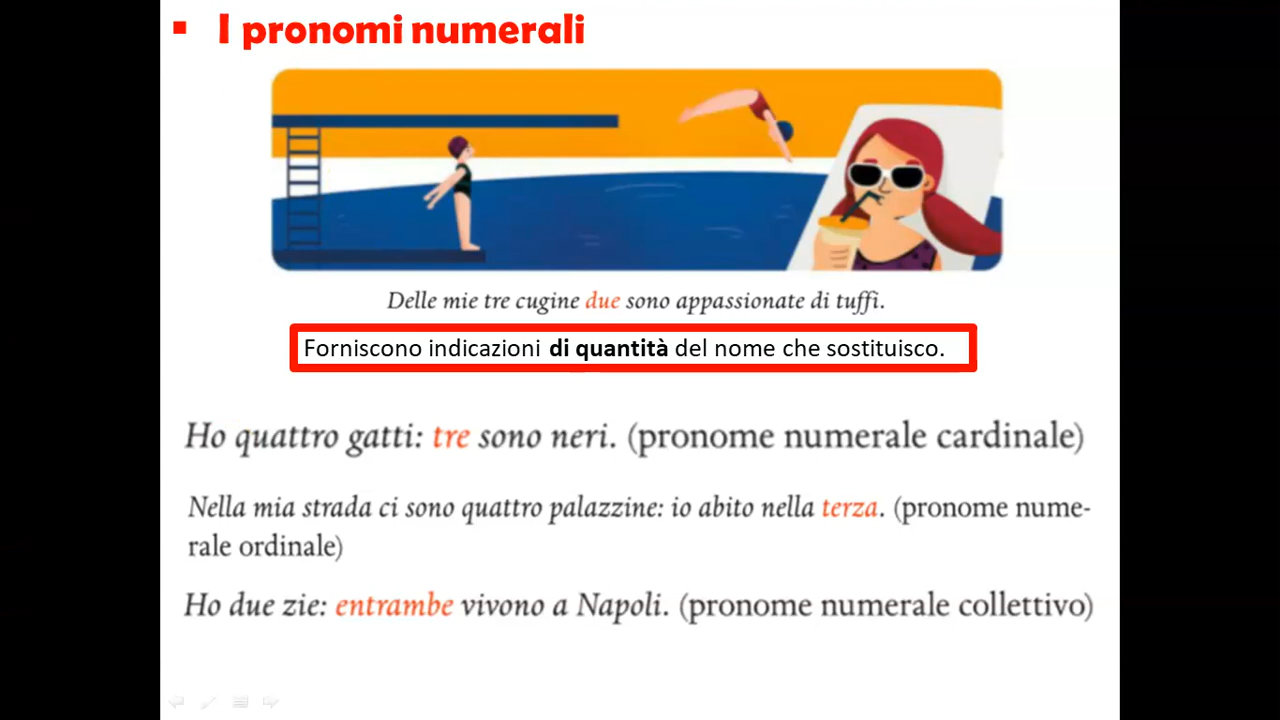 ▪ I pronomi numerali
Delle mie tre cugine due sono appassionate di tuffi.
Forniscono indicazioni di quantità del nome che sostituisco.
Ho quattro gatti: tre sono neri. (pronome numerale cardinale)
Nella mia strada ci sono quattro palazzine: io abito nella terza. (pronome nume-
rale ordinale)
Ho due zie: entrambe vivono a Napoli. (pronome numerale collettivo)